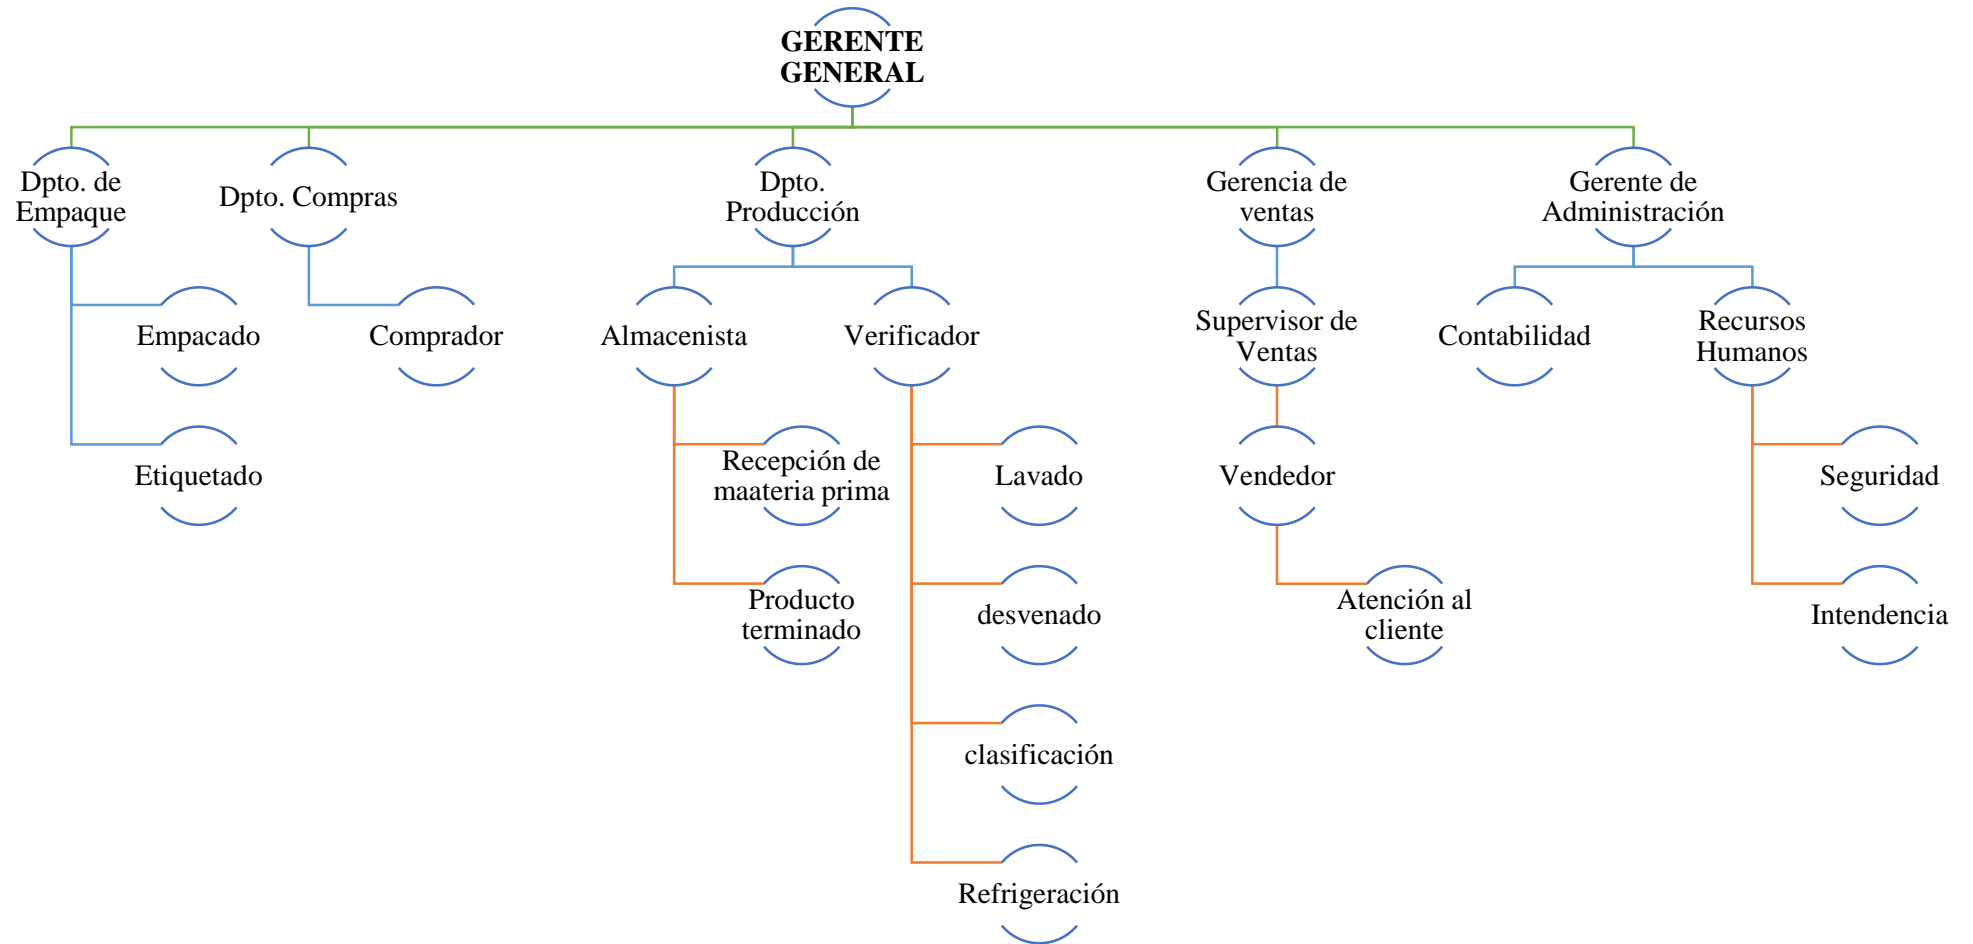 GERENTE
GENERAL
Dpto. de
Empaque
Dpto. Compras
Dpto.
Producción
Gerencia de
ventas
Gerente de
Administración
Empacado
Comprador
Almacenista
Verificador
Supervisor de
Ventas
Contabilidad
Recursos
Humanos
Etiquetado
Recepción de
maateria prima
Lavado
Vendedor
Seguridad
Producto
terminado
desvenado
Atención al
cliente
Intendencia
clasificación
Refrigeración